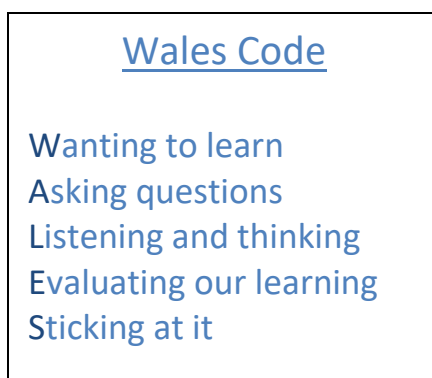 Wales Code
Wanting to learn
Asking questions
Listening and thinking
Evaluating our learning
Sticking at it